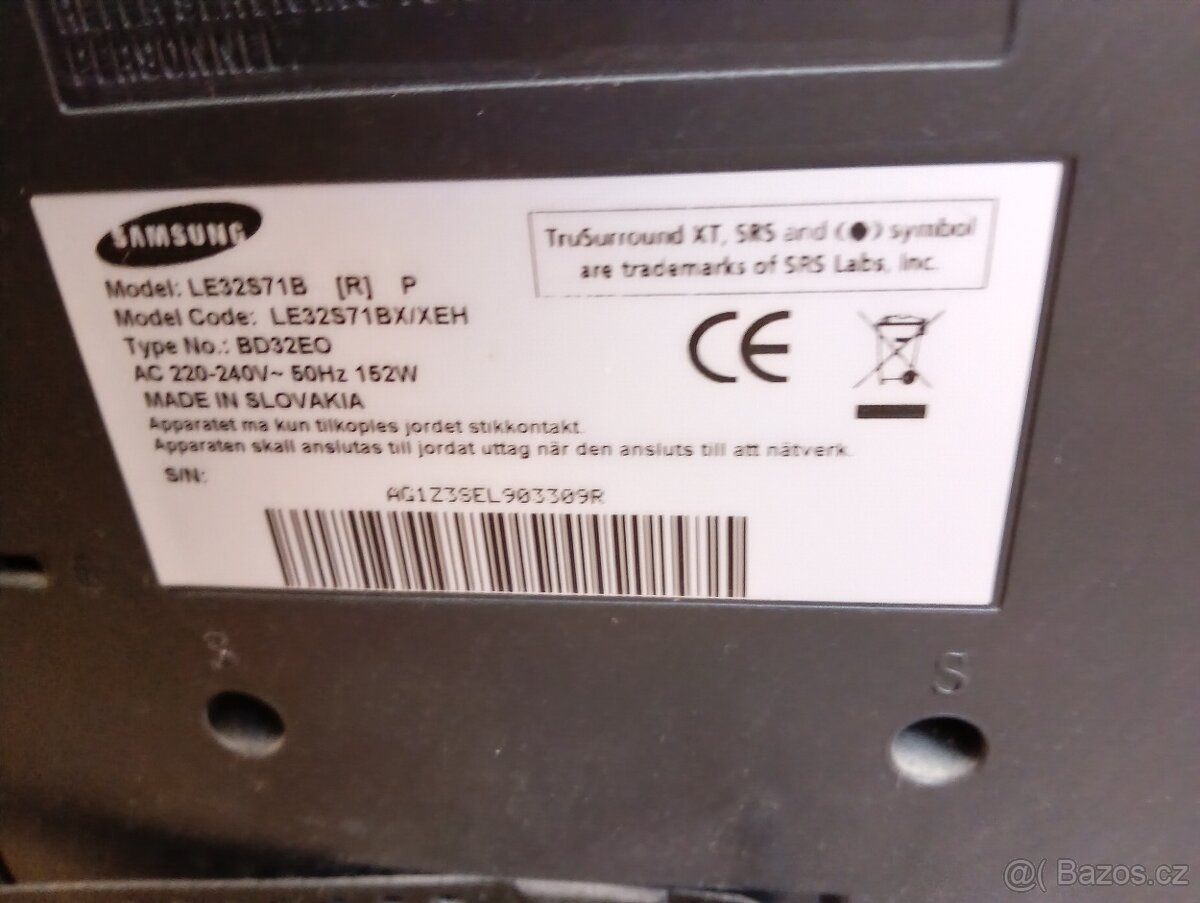 PERSONNEL.
SAMSUNG
Model: LE32S71B [R] P
Model Code: LE32S71BX/XEH
Type No.: BD32EO
AC 220-240V~ 50Hz 152W
MADE IN SLOVAKIA
Apparatet ma kun tilkoples jordet stikkontakt.
Apparaten skall anslutas till jordat uttag när den ansluts till att nätverk.
S/N:
AG1Z3SEL903309R
TruSurround XT, SRS and (●) symbol
are trademarks of SRS Labs, Inc.
CE
S
@( Bazos.cz